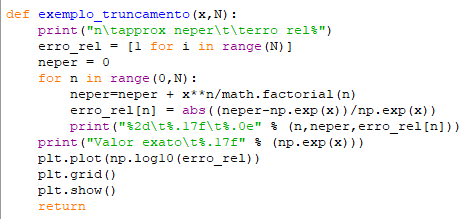 def exemplo_truncamento(x,N):
    print("n\tapprox neper\t\terro rel%")
    erro_rel = [1 for i in range(N)]
    neper = 0
    for n in range(0,N):
        neper=neper + x**n/math.factorial(n)
        erro_rel[n] = abs((neper-np.exp(x))/np.exp(x))
        print("%2d\t%.17f\t%.0e" % (n,neper,erro_rel[n]))
    print("Valor exato\t%.17f" % (np.exp(x)))
    plt.plot(np.log10(erro_rel))
    plt.grid()
    plt.show()
    return